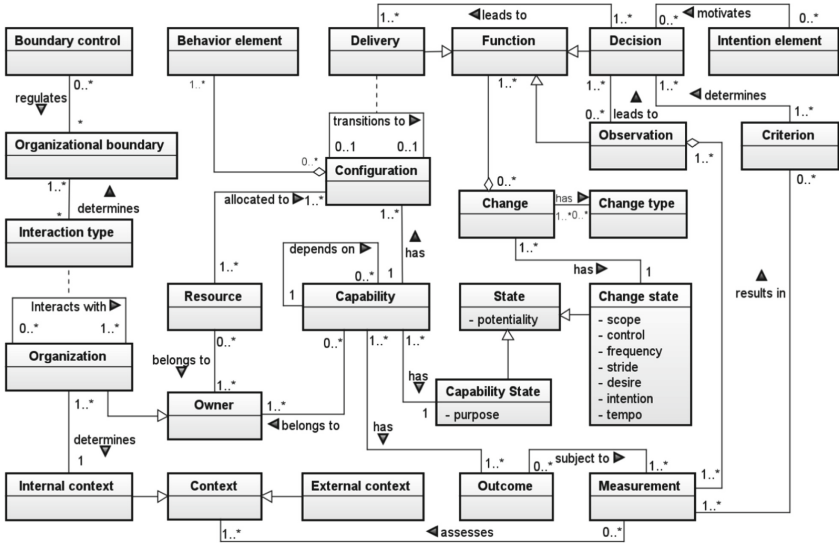 1..*
leads to
1..*
0..*
motivates
0..*
Boundary control
Behavior element
Delivery
Function
Decision
Intention element
0..*
1..*
1..*
1..*
1..*
determines
regulates
leads to
*
transitions to
0..*
1..*
Organizational boundary
0..1
0..1
Observation
Criterion
0..*
1..*
0..*
1..*
Configuration
allocated to
1..*
0..*
Change
has
Change type
1..*
0..*
*
determines
1..*
Interaction type
depends on
has
1..*
has
1
1..*
0..*
1
results in
Interacts with
Resource
1
Capability
State
- potentiality
Change state
- scope
- control
- frequency
- stride
- desire
- intention
- tempo
0..*
1..*
0..*
0..*
1..*
1..*
Organization
belongs to
has
Capability State
- purpose
1..*
1..*
Owner
1..*
belongs to
1
has
determines
1
1..*
0..*
subject to
1..*
1..*
Internal context
Context
External context
Outcome
Measurement
1..*
1..*
assesses
0..*